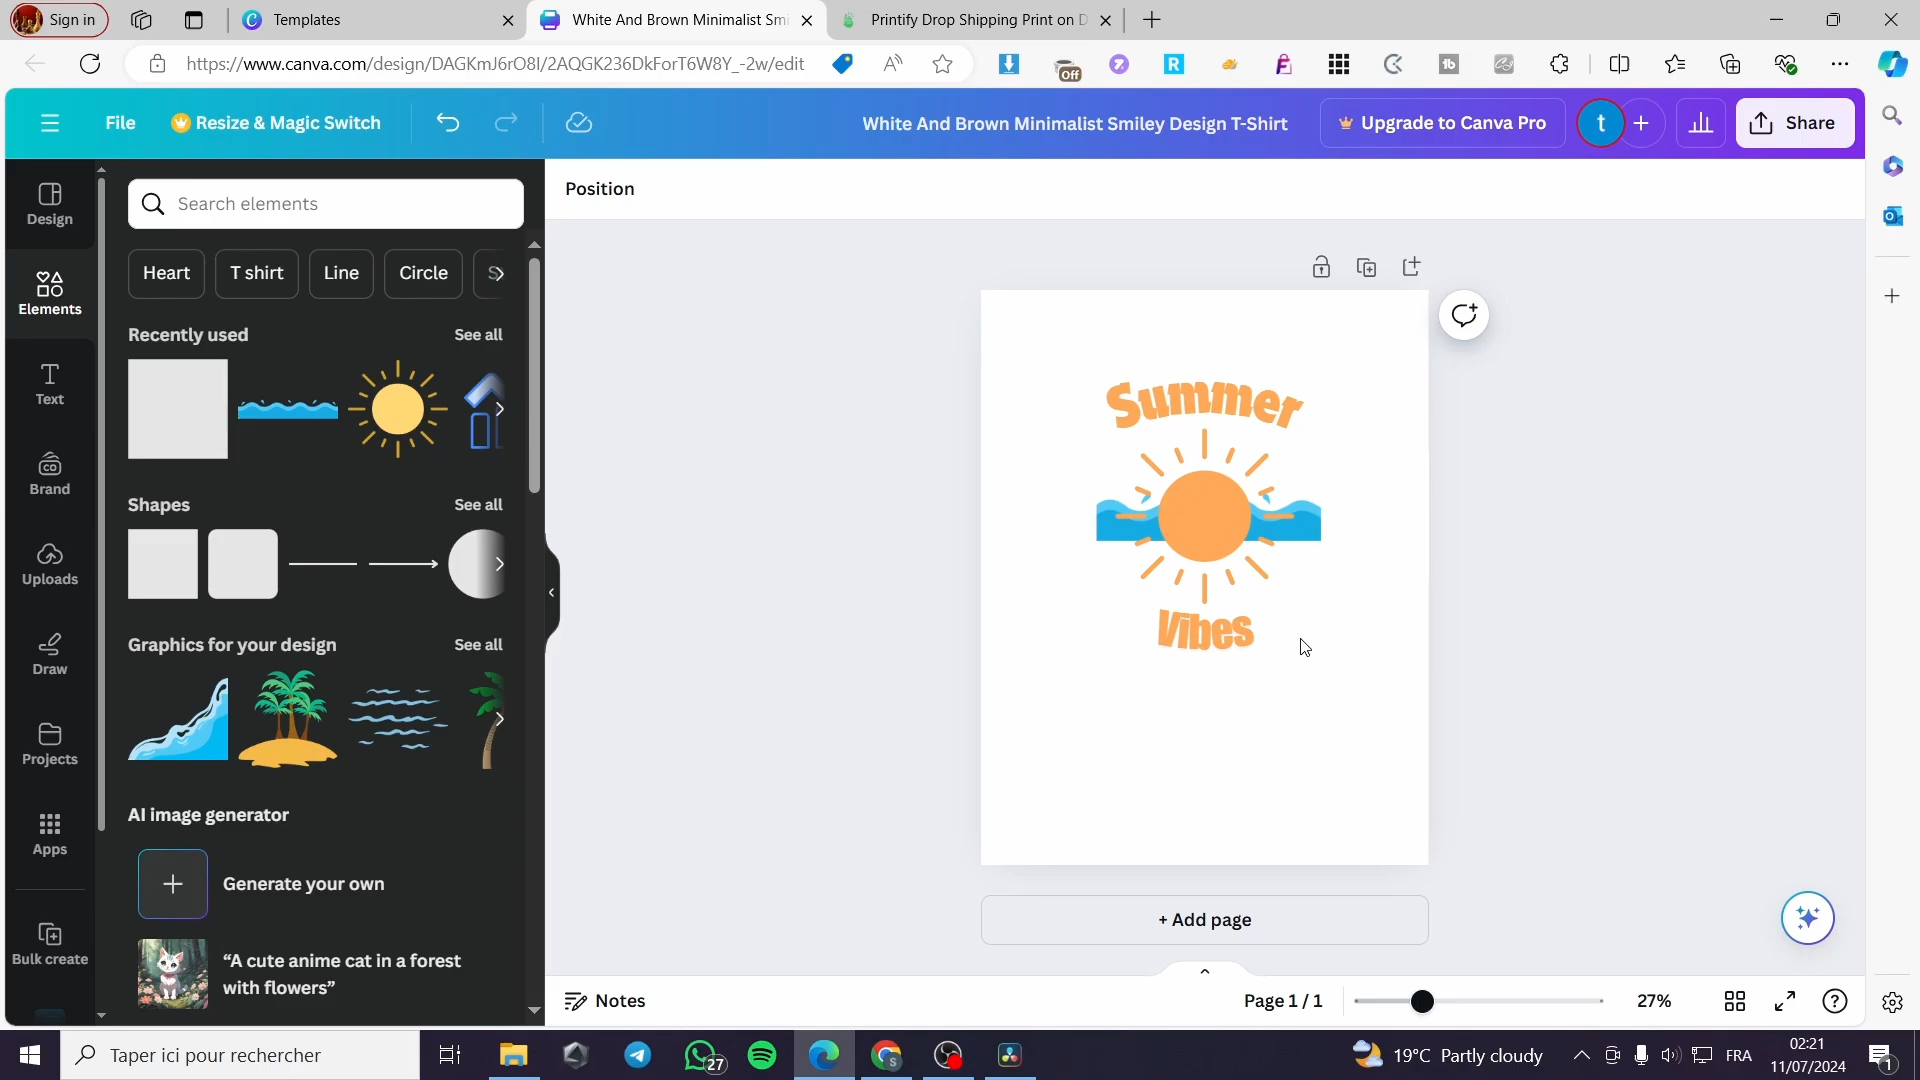 Sign in
Templates
White And Brown Minimalist Smi
Printify Drop Shipping Print on D
https://www.canva.com/design/DAGKmJ6rO8I/2AQGK236DkForT6W8Y_-2w/edit
Off
File
Resize & Magic Switch
White And Brown Minimalist Smiley Design T-Shirt
Upgrade to Canva Pro
t
Share
Design
Elements
Text
Brand
Uploads
Draw
Projects
Apps
Bulk create
Search elements
Heart
T shirt
Line
Circle
Recently used
See all
Shapes
See all
Graphics for your design
See all
AI image generator
Generate your own
“A cute anime cat in a forest
with flowers”
Position
Summer
Vibes
+ Add page
Notes
Page 1 / 1
27%
Taper ici pour rechercher
27
19°C Partly cloudy
FRA
02:21
11/07/2024
1